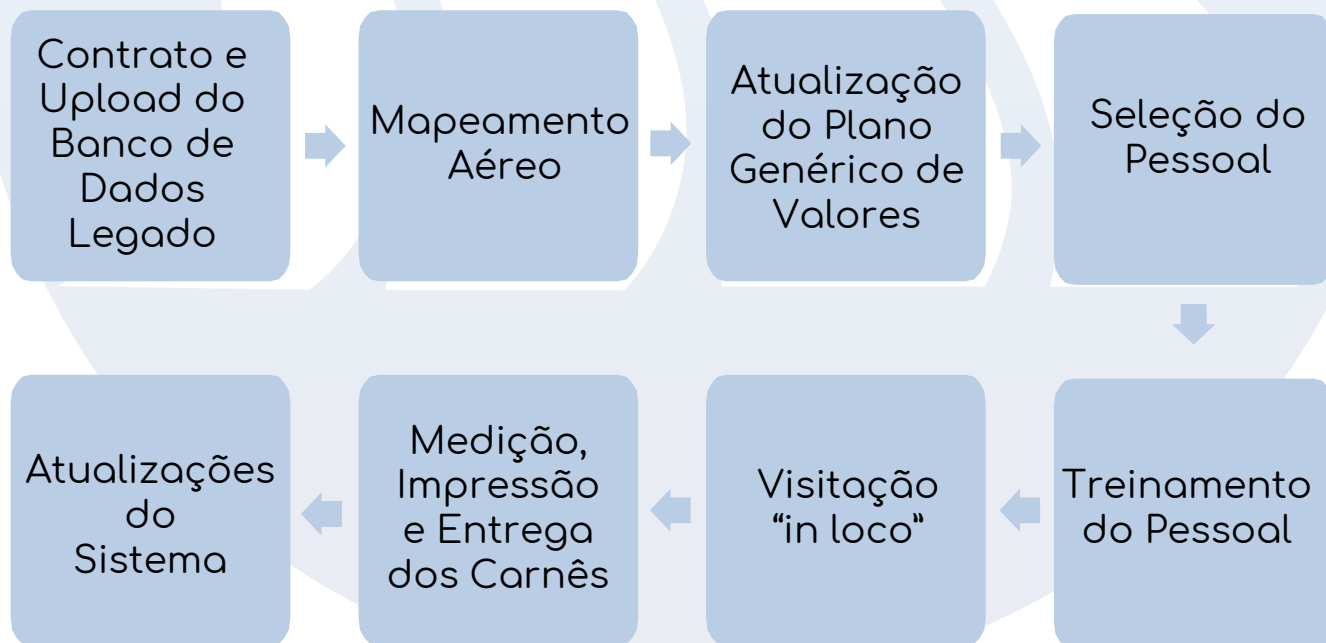 Contrato e
Upload do
Banco de
Dados
Legado
Mapeamento
Aéreo
Atualização
do Plano
Genérico de
Valores
Seleção do
Pessoal
Treinamento
do Pessoal
Visitação
“in loco”
Medição,
Impressão
e Entrega
dos Carnês
Atualizações
do
Sistema